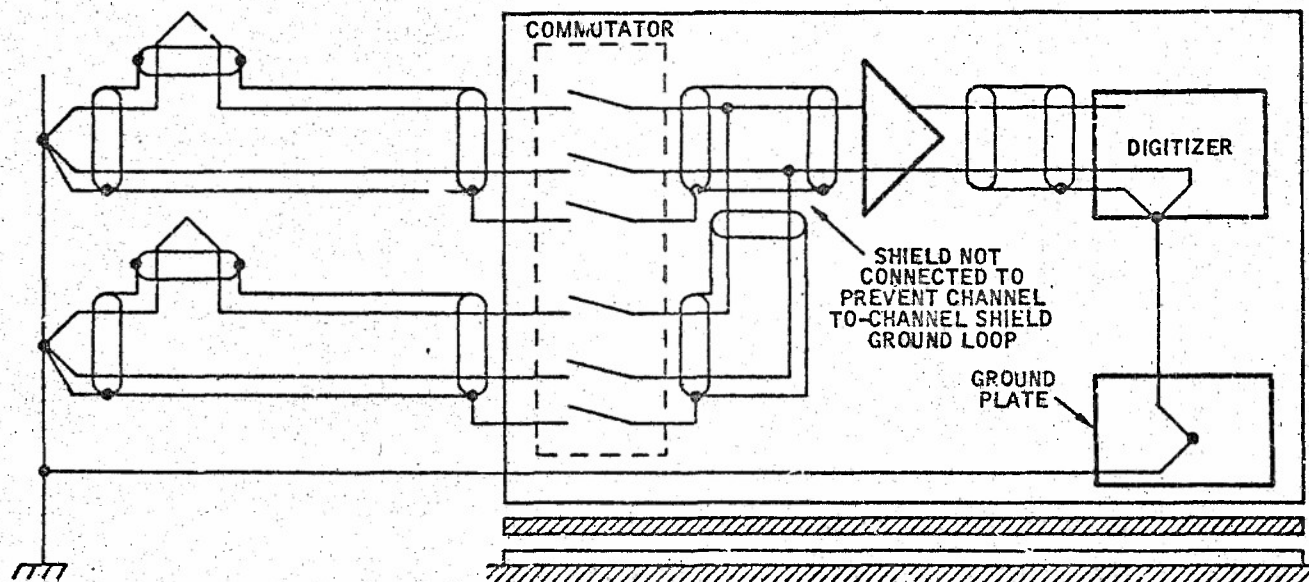 COMMUTATOR
DIGITIZER
SHIELD NOT
CONNECTED TO
PREVENT CHANNEL
TO-CHANNEL SHIELD
GROUND LOOP
GROUND
PLATE